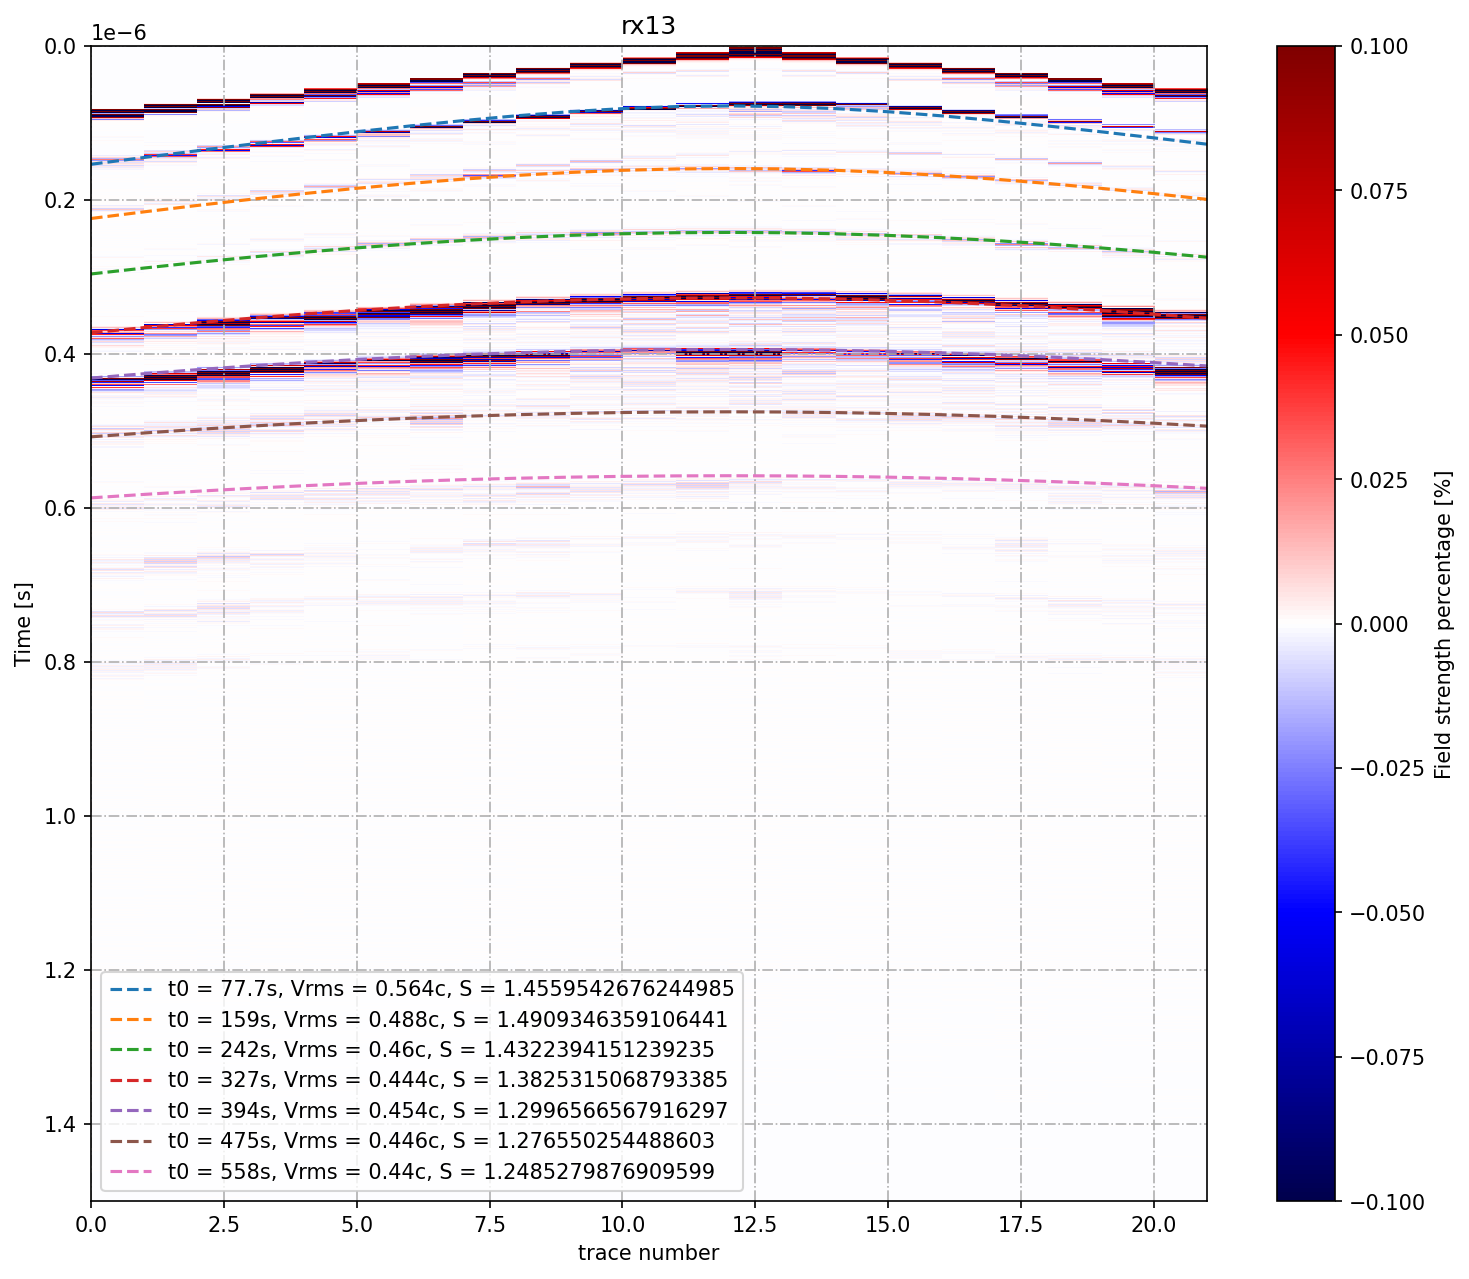 rx13
1e−6
0.0
0.2
0.4
0.6
0.8
1.0
1.2
1.4
Time [s]
t0 = 77.7s, Vrms = 0.564c, S = 1.4559542676244985
t0 = 159s, Vrms = 0.488c, S = 1.4909346359106441
t0 = 242s, Vrms = 0.46c, S = 1.4322394151239235
t0 = 327s, Vrms = 0.444c, S = 1.3825315068793385
t0 = 394s, Vrms = 0.454c, S = 1.2996566567916297
t0 = 475s, Vrms = 0.446c, S = 1.276550254488603
t0 = 558s, Vrms = 0.44c, S = 1.2485279876909599
0.0 2.5 5.0 7.5 10.0 12.5 15.0 17.5 20.0
trace number
0.100
0.075
0.050
0.025
0.000
−0.025
−0.050
−0.075
−0.100
Field strength percentage [%]